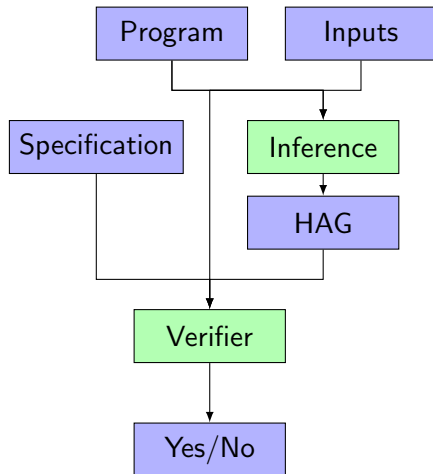 Program
Inputs
Specification
Inference
HAG
Verifier
Yes/No